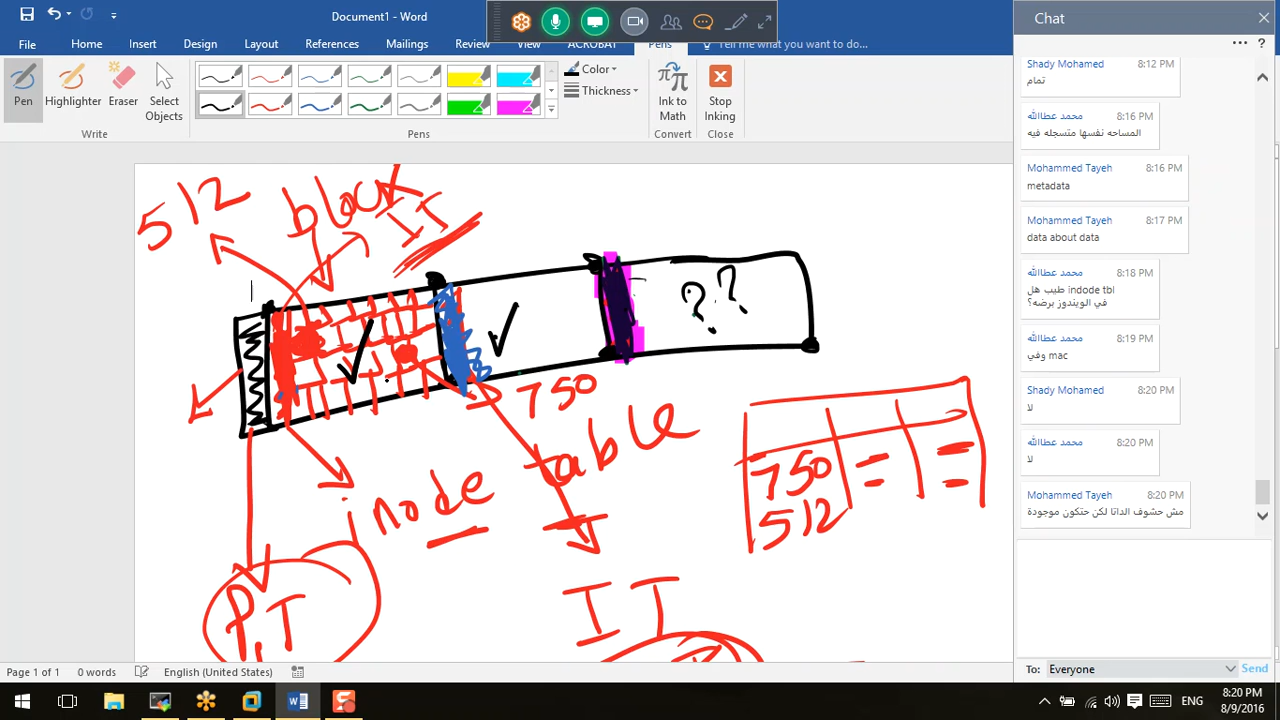 Document1 - Word
File
Home
Insert
Design
Layout
References
Mailings
Review
View
ACROBAT
Pens
Tell me what you want to do...
Pen
Highlighter
Eraser
Select Objects
Write
Color
Thickness
Pens
Ink to Math
Convert
Stop Inking
Close
512
block
IT
??
750
inode table
750
512
P.T
IT
Chat
Shady Mohamed 8:12 PM
تمام
محمد عطاالله 8:16 PM
المساحه نفسها متسجله فيه
Mohammed Tayeh 8:16 PM
metadata
Mohammed Tayeh 8:17 PM
data about data
محمد عطاالله 8:18 PM
طيب هل indode tbl
في الويندوز برضه؟
محمد عطاالله 8:19 PM
وفي mac
Shady Mohamed 8:20 PM
لا
محمد عطاالله 8:20 PM
لا
Mohammed Tayeh 8:20 PM
مش حشوف الداتا لكن حتكون موجودة
To: Everyone
Send
Page 1 of 1
0 words
English (United States)
ENG
8:20 PM
8/9/2016